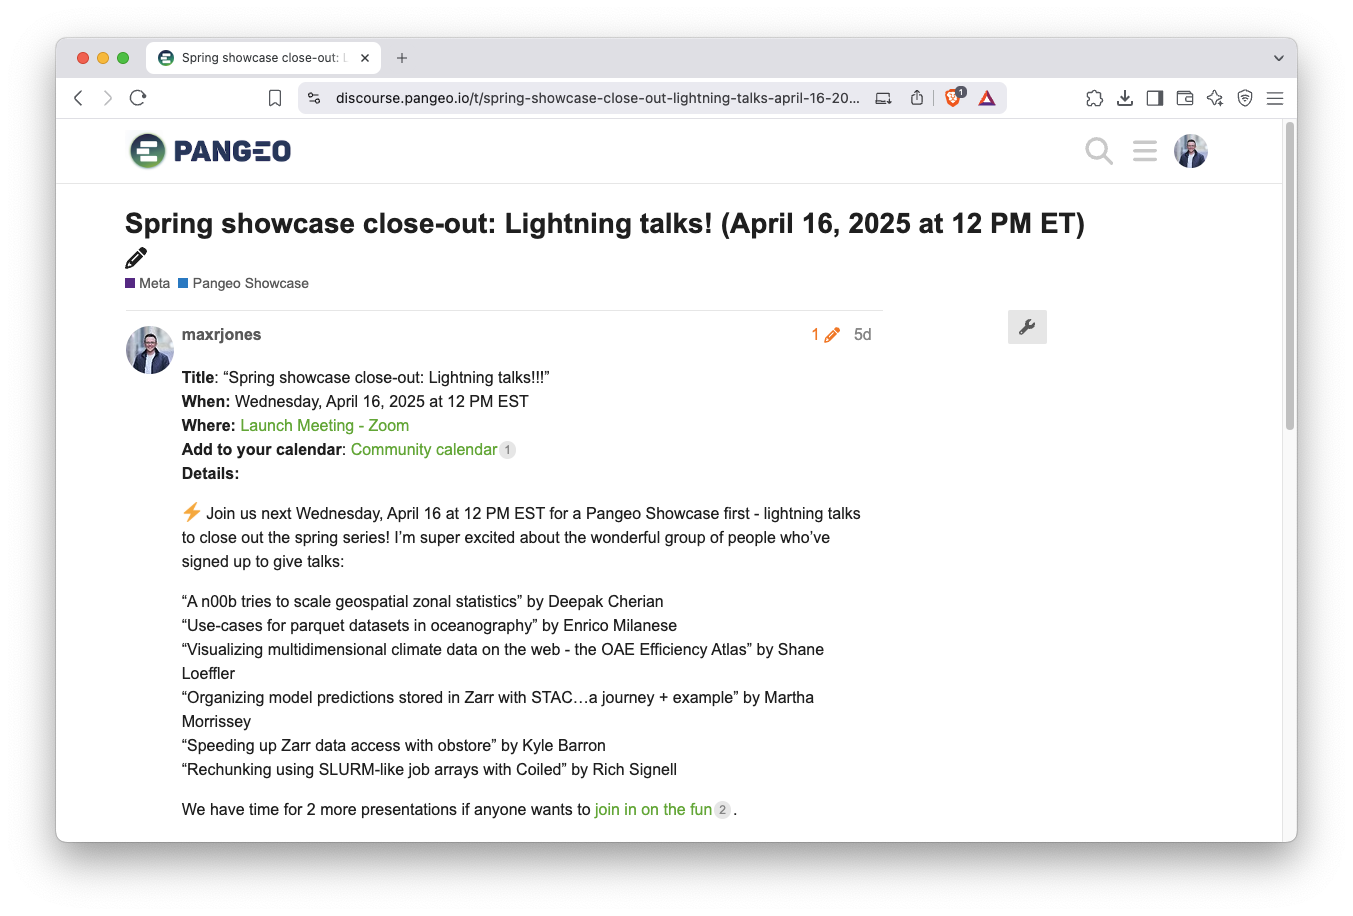 Spring showcase close-out: L
discourse.pangeo.io/t/spring-showcase-close-out-lightning-talks-april-16-20...
1
PANGEO
Spring showcase close-out: Lightning talks! (April 16, 2025 at 12 PM ET)
Meta Pangeo Showcase
maxrjones 1 5d
Title: “Spring showcase close-out: Lightning talks!!!”
When: Wednesday, April 16, 2025 at 12 PM EST
Where: Launch Meeting - Zoom
Add to your calendar: Community calendar 1
Details:
⚡ Join us next Wednesday, April 16 at 12 PM EST for a Pangeo Showcase first - lightning talks
to close out the spring series! I’m super excited about the wonderful group of people who’ve
signed up to give talks:
“A n00b tries to scale geospatial zonal statistics” by Deepak Cherian
“Use-cases for parquet datasets in oceanography” by Enrico Milanese
“Visualizing multidimensional climate data on the web - the OAE Efficiency Atlas” by Shane
Loeffler
“Organizing model predictions stored in Zarr with STAC…a journey + example” by Martha
Morrissey
“Speeding up Zarr data access with obstore” by Kyle Barron
“Rechunking using SLURM-like job arrays with Coiled” by Rich Signell
We have time for 2 more presentations if anyone wants to join in on the fun 2 .